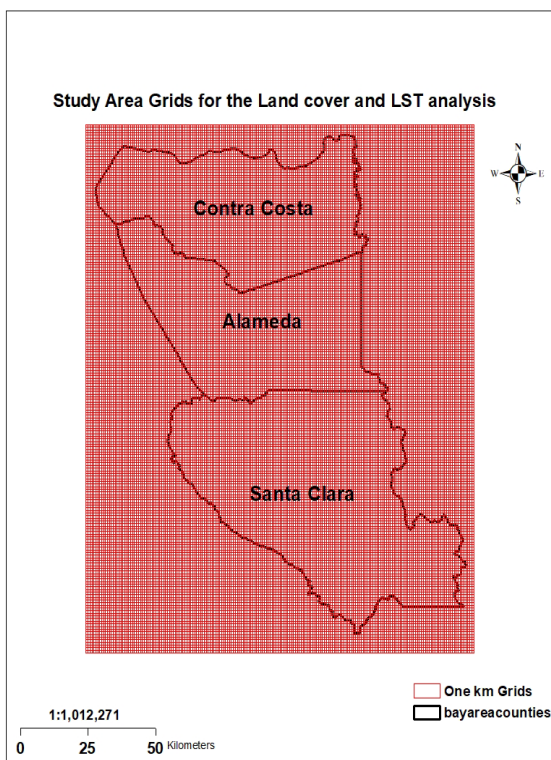 Study Area Grids for the Land cover and LST analysis
N
W E
S
Contra Costa
Alameda
Santa Clara
One km Grids
bayareacounties
1:1,012,271
0 25 50 Kilometers